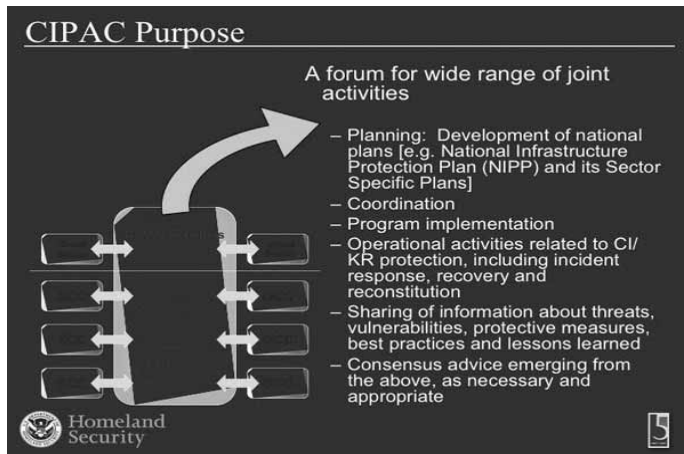 CIPAC Purpose
A forum for wide range of joint
activities
– Planning: Development of national
plans [e.g. National Infrastructure
Protection Plan (NIPP) and its Sector
Specific Plans]
– Coordination
– Program implementation
– Operational activities related to CI/
KR protection, including incident
response, recovery and
reconstitution
– Sharing of information about threats,
vulnerabilities, protective measures,
best practices and lessons learned
– Consensus advice emerging from
the above, as necessary and
appropriate
Homeland
Security